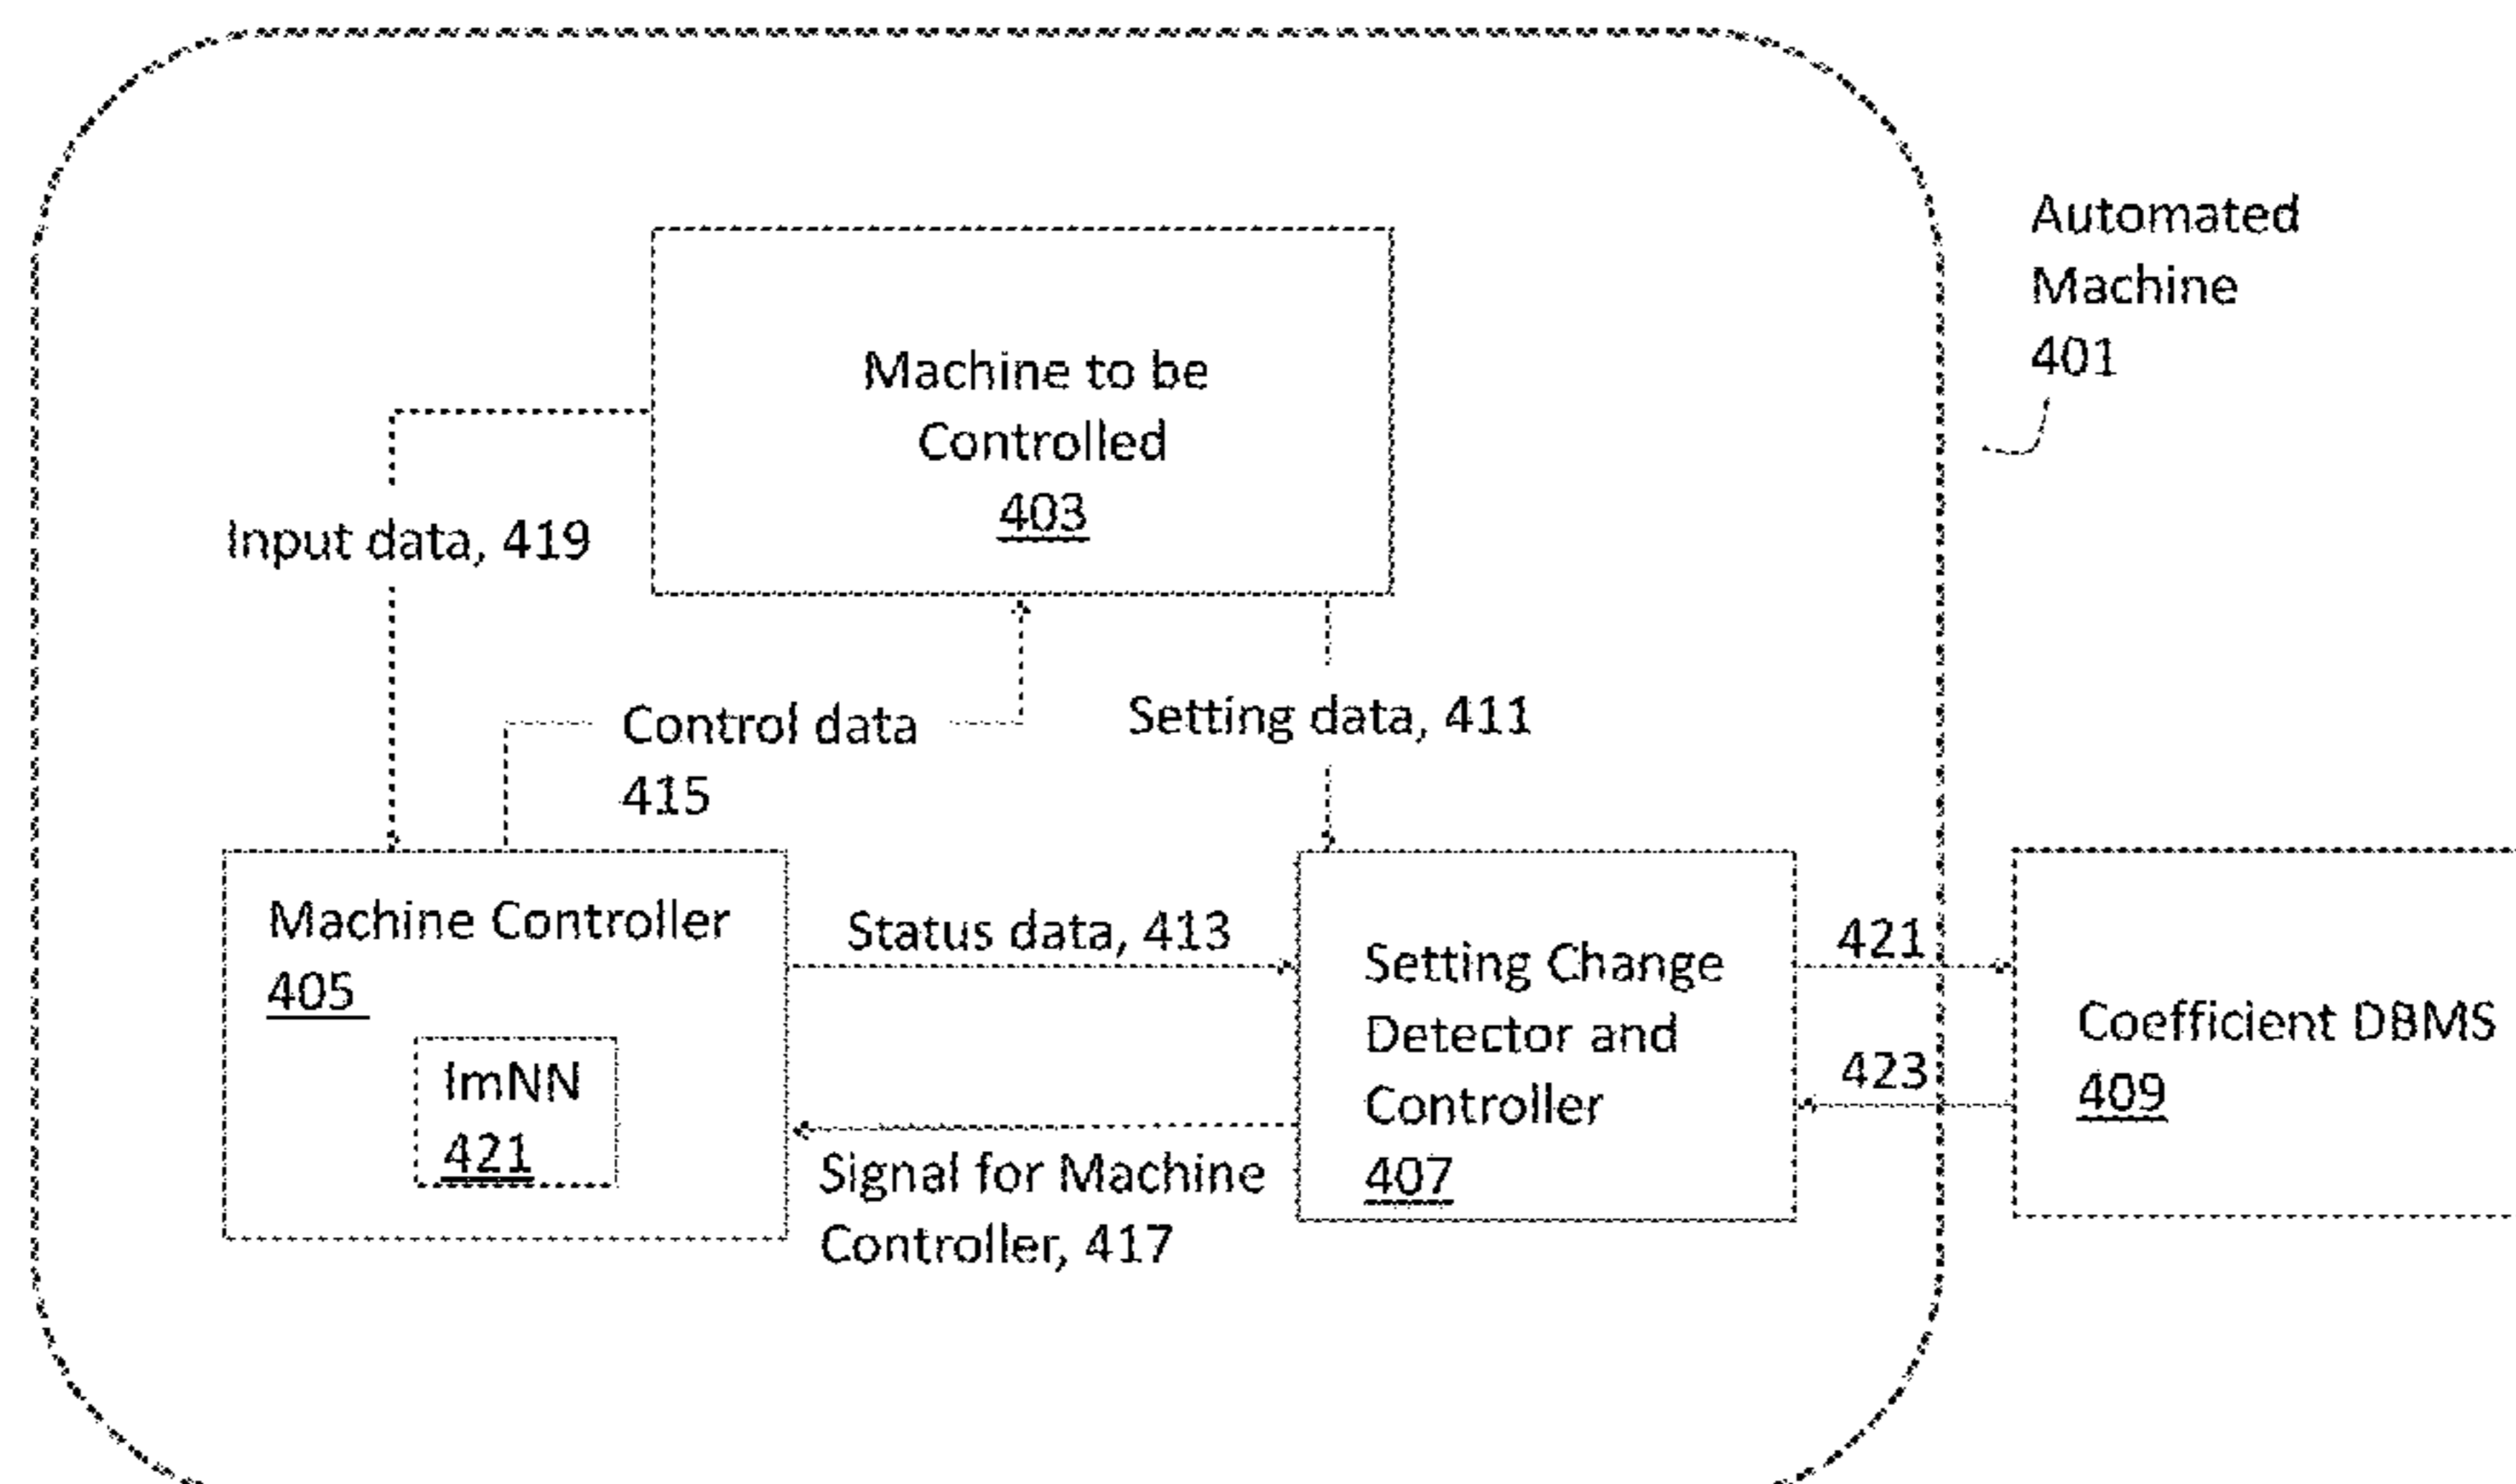 Automated
Machine
401
Machine to be
Controlled
403
Input data, 419
Control data
415
Setting data, 411
Machine Controller
405
ImNN
421
Status data, 413
Signal for Machine
Controller, 417
Setting Change
Detector and
Controller
407
421
423
Coefficient DBMS
409